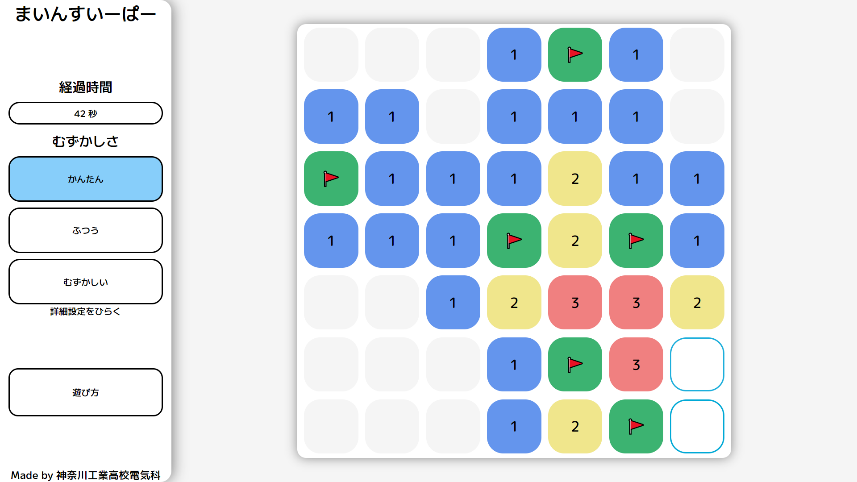 まいんすいーぱー
経過時間
42 秒
むずかしさ
かんたん
ふつう
むずかしい
詳細設定をひらく
遊び方
Made by 神奈川工業高校電気科
1 1
1 1 1 1 1
1 1 1 2 1 1
1 1 1 2 1
1 2 3 3 2
1 3
1 2